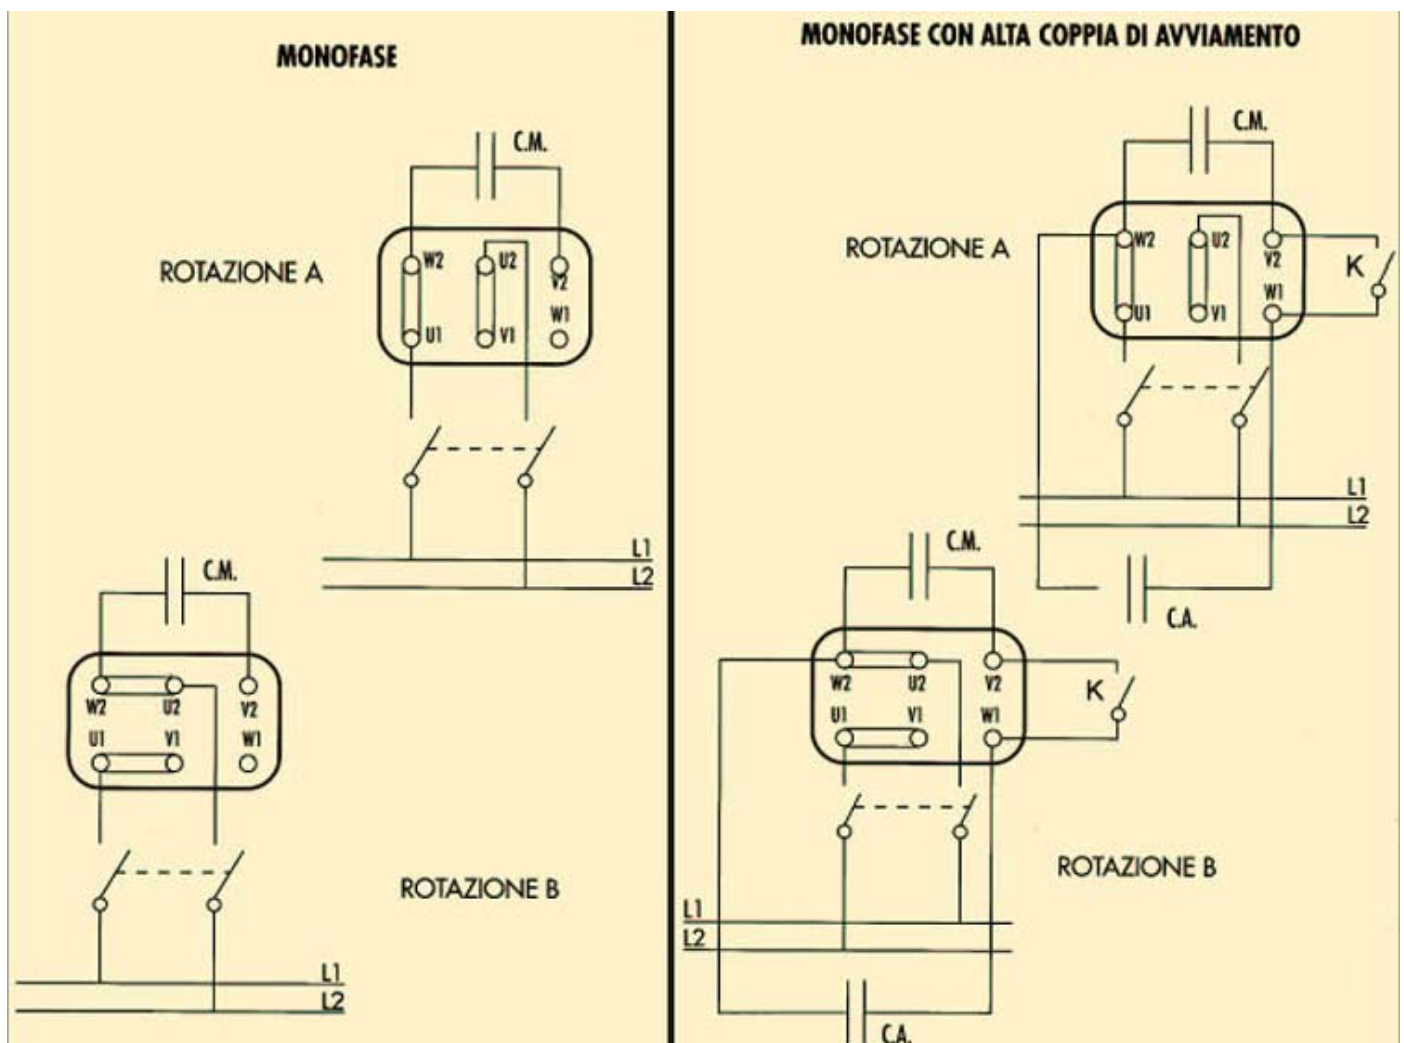 MONOFASE
C.M.
ROTAZIONE A
W2 U2 V2
W1
U1 V1
L1
L2
C.M.
W2 U2 V2
U1 V1 W1
ROTAZIONE B
L1
L2
MONOFASE CON ALTA COPPIA DI AVVIAMENTO
C.M.
ROTAZIONE A
W2 U2 V2
K
W1
U1 V1
L1
L2
C.A.
C.M.
W2 U2 V2
K
U1 V1 W1
ROTAZIONE B
L1
L2
C.A.